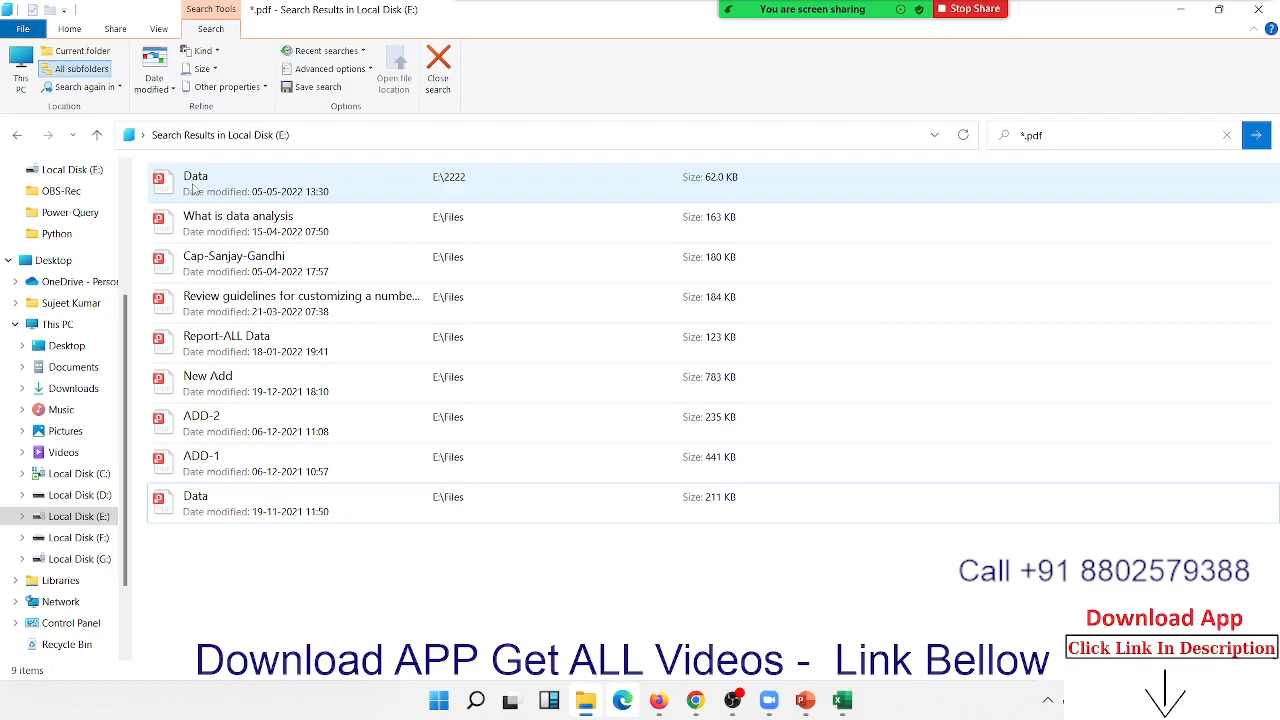 Search Tools
*.pdf - Search Results in Local Disk (E:)
You are screen sharing
Stop Share
File
Home
Share
View
Search
This PC
Current folder
All subfolders
Search again
Location
Date modified
Kind
Size
Other properties
Refine
Recent searches
Advanced options
Save search
Open file location
Options
Close search
Search Results in Local Disk (E:)
*.pdf
Local Disk (E:)
OBS-Rec
Power-Query
Python
Desktop
OneDrive - Persor
Sujeet Kumar
This PC
Desktop
Documents
Downloads
Music
Pictures
Videos
Local Disk (C:)
Local Disk (D:)
Local Disk (E:)
Local Disk (F:)
Local Disk (G:)
Libraries
Network
Control Panel
Recycle Bin
Data E:\2222 Size: 62.0 KB
Date modified: 05-05-2022 13:30
What is data analysis E:\Files Size: 163 KB
Date modified: 15-04-2022 07:50
Cap-Sanjay-Gandhi E:\Files Size: 180 KB
Date modified: 05-04-2022 17:57
Review guidelines for customizing a numbe... E:\Files Size: 184 KB
Date modified: 21-03-2022 07:38
Report-ALL Data E:\Files Size: 123 KB
Date modified: 18-01-2022 19:41
New Add E:\Files Size: 783 KB
Date modified: 19-12-2021 18:10
ADD-2 E:\Files Size: 235 KB
Date modified: 06-12-2021 11:08
ADD-1 E:\Files Size: 441 KB
Date modified: 06-12-2021 10:57
Data E:\Files Size: 211 KB
Date modified: 19-11-2021 11:50
Call +91 8802579388
Download App
Click Link In Description
Download APP Get ALL Videos - Link Bellow
9 items